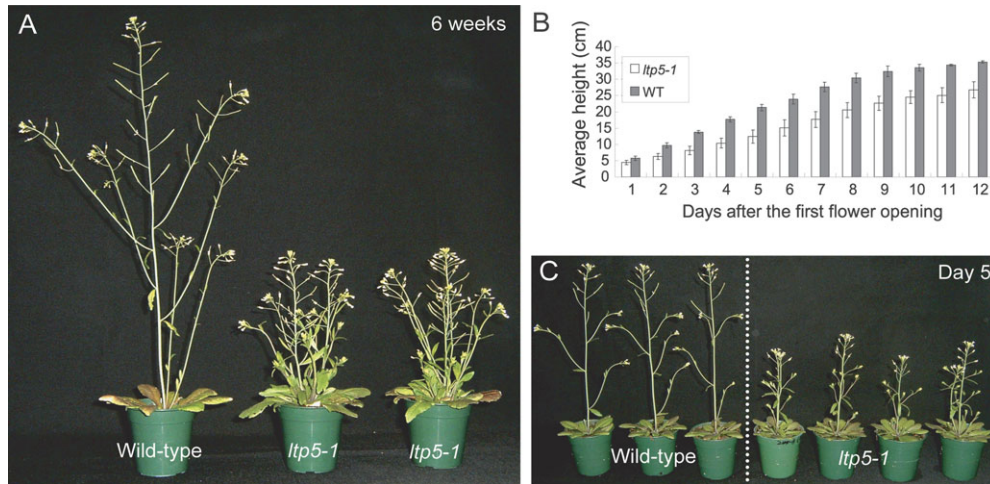 A
6 weeks
Wild-type
ltp5-1
ltp5-1
B
Average height (cm)
40
35
30
25
20
15
10
5
0
ltp5-1
WT
1 2 3 4 5 6 7 8 9 10 11 12
Days after the first flower opening
C
Day 5
Wild-type
ltp5-1